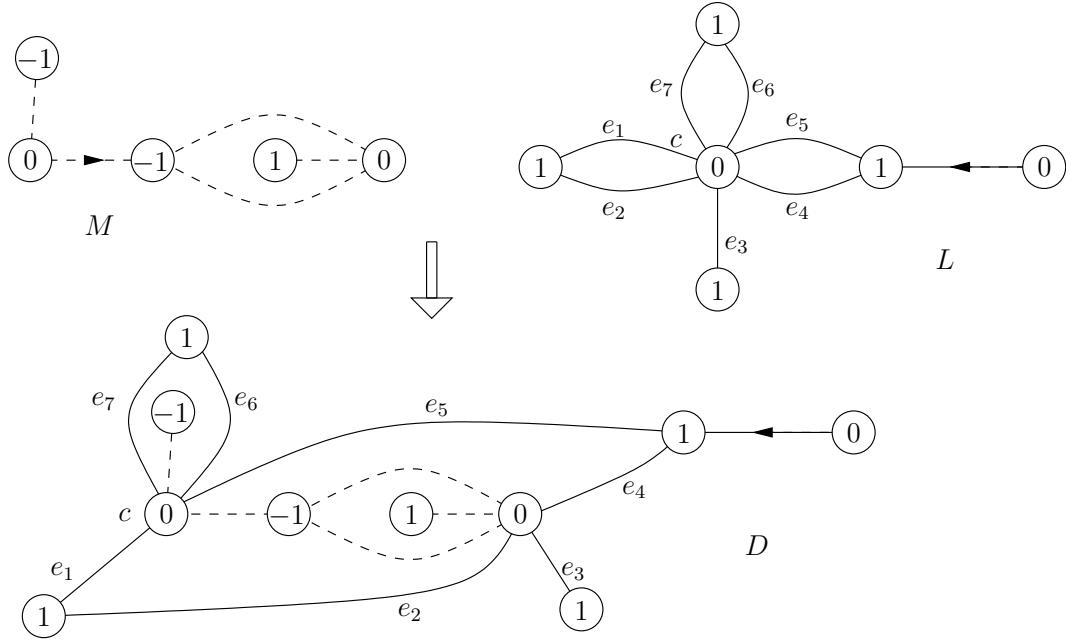 1
−1
e₇ e₆
e₁ c e₅
0 −1 1 0 1 0 1 0
e₂ e₄
M e₃
L
1
1
e₇ −1 e₆ e₅
1 0
e₄
c 0 −1 1 0
D
e₁ e₃
1 e₂ 1